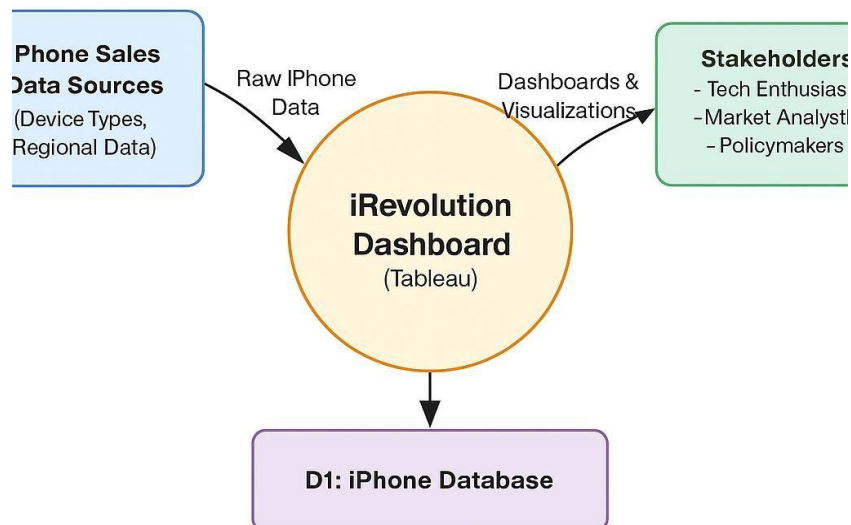 Phone Sales
Data Sources
(Device Types,
Regional Data)
Raw IPhone
Data
Dashboards &
Visualizations
Stakeholders
- Tech Enthusias
-Market Analyst
- Policymakers
iRevolution
Dashboard
(Tableau)
D1: iPhone Database